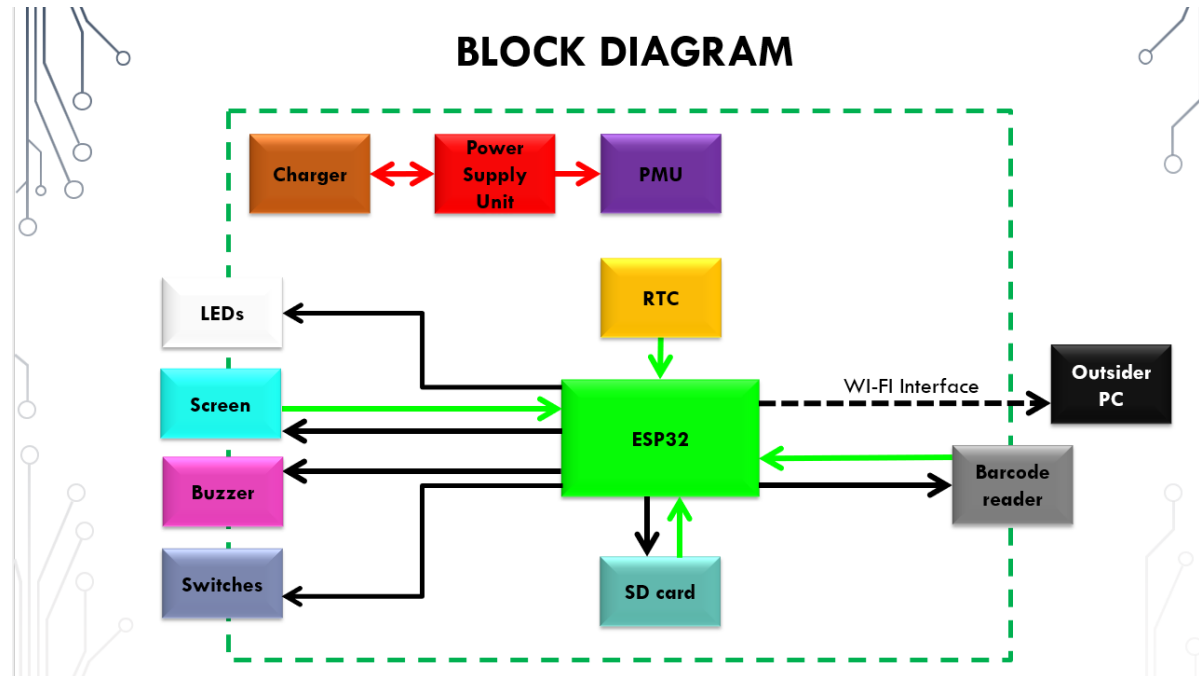 BLOCK DIAGRAM
Charger
Power
Supply
Unit
PMU
LEDs
RTC
Screen
ESP32
WI-FI Interface
Outsider
PC
Buzzer
Barcode
reader
Switches
SD card